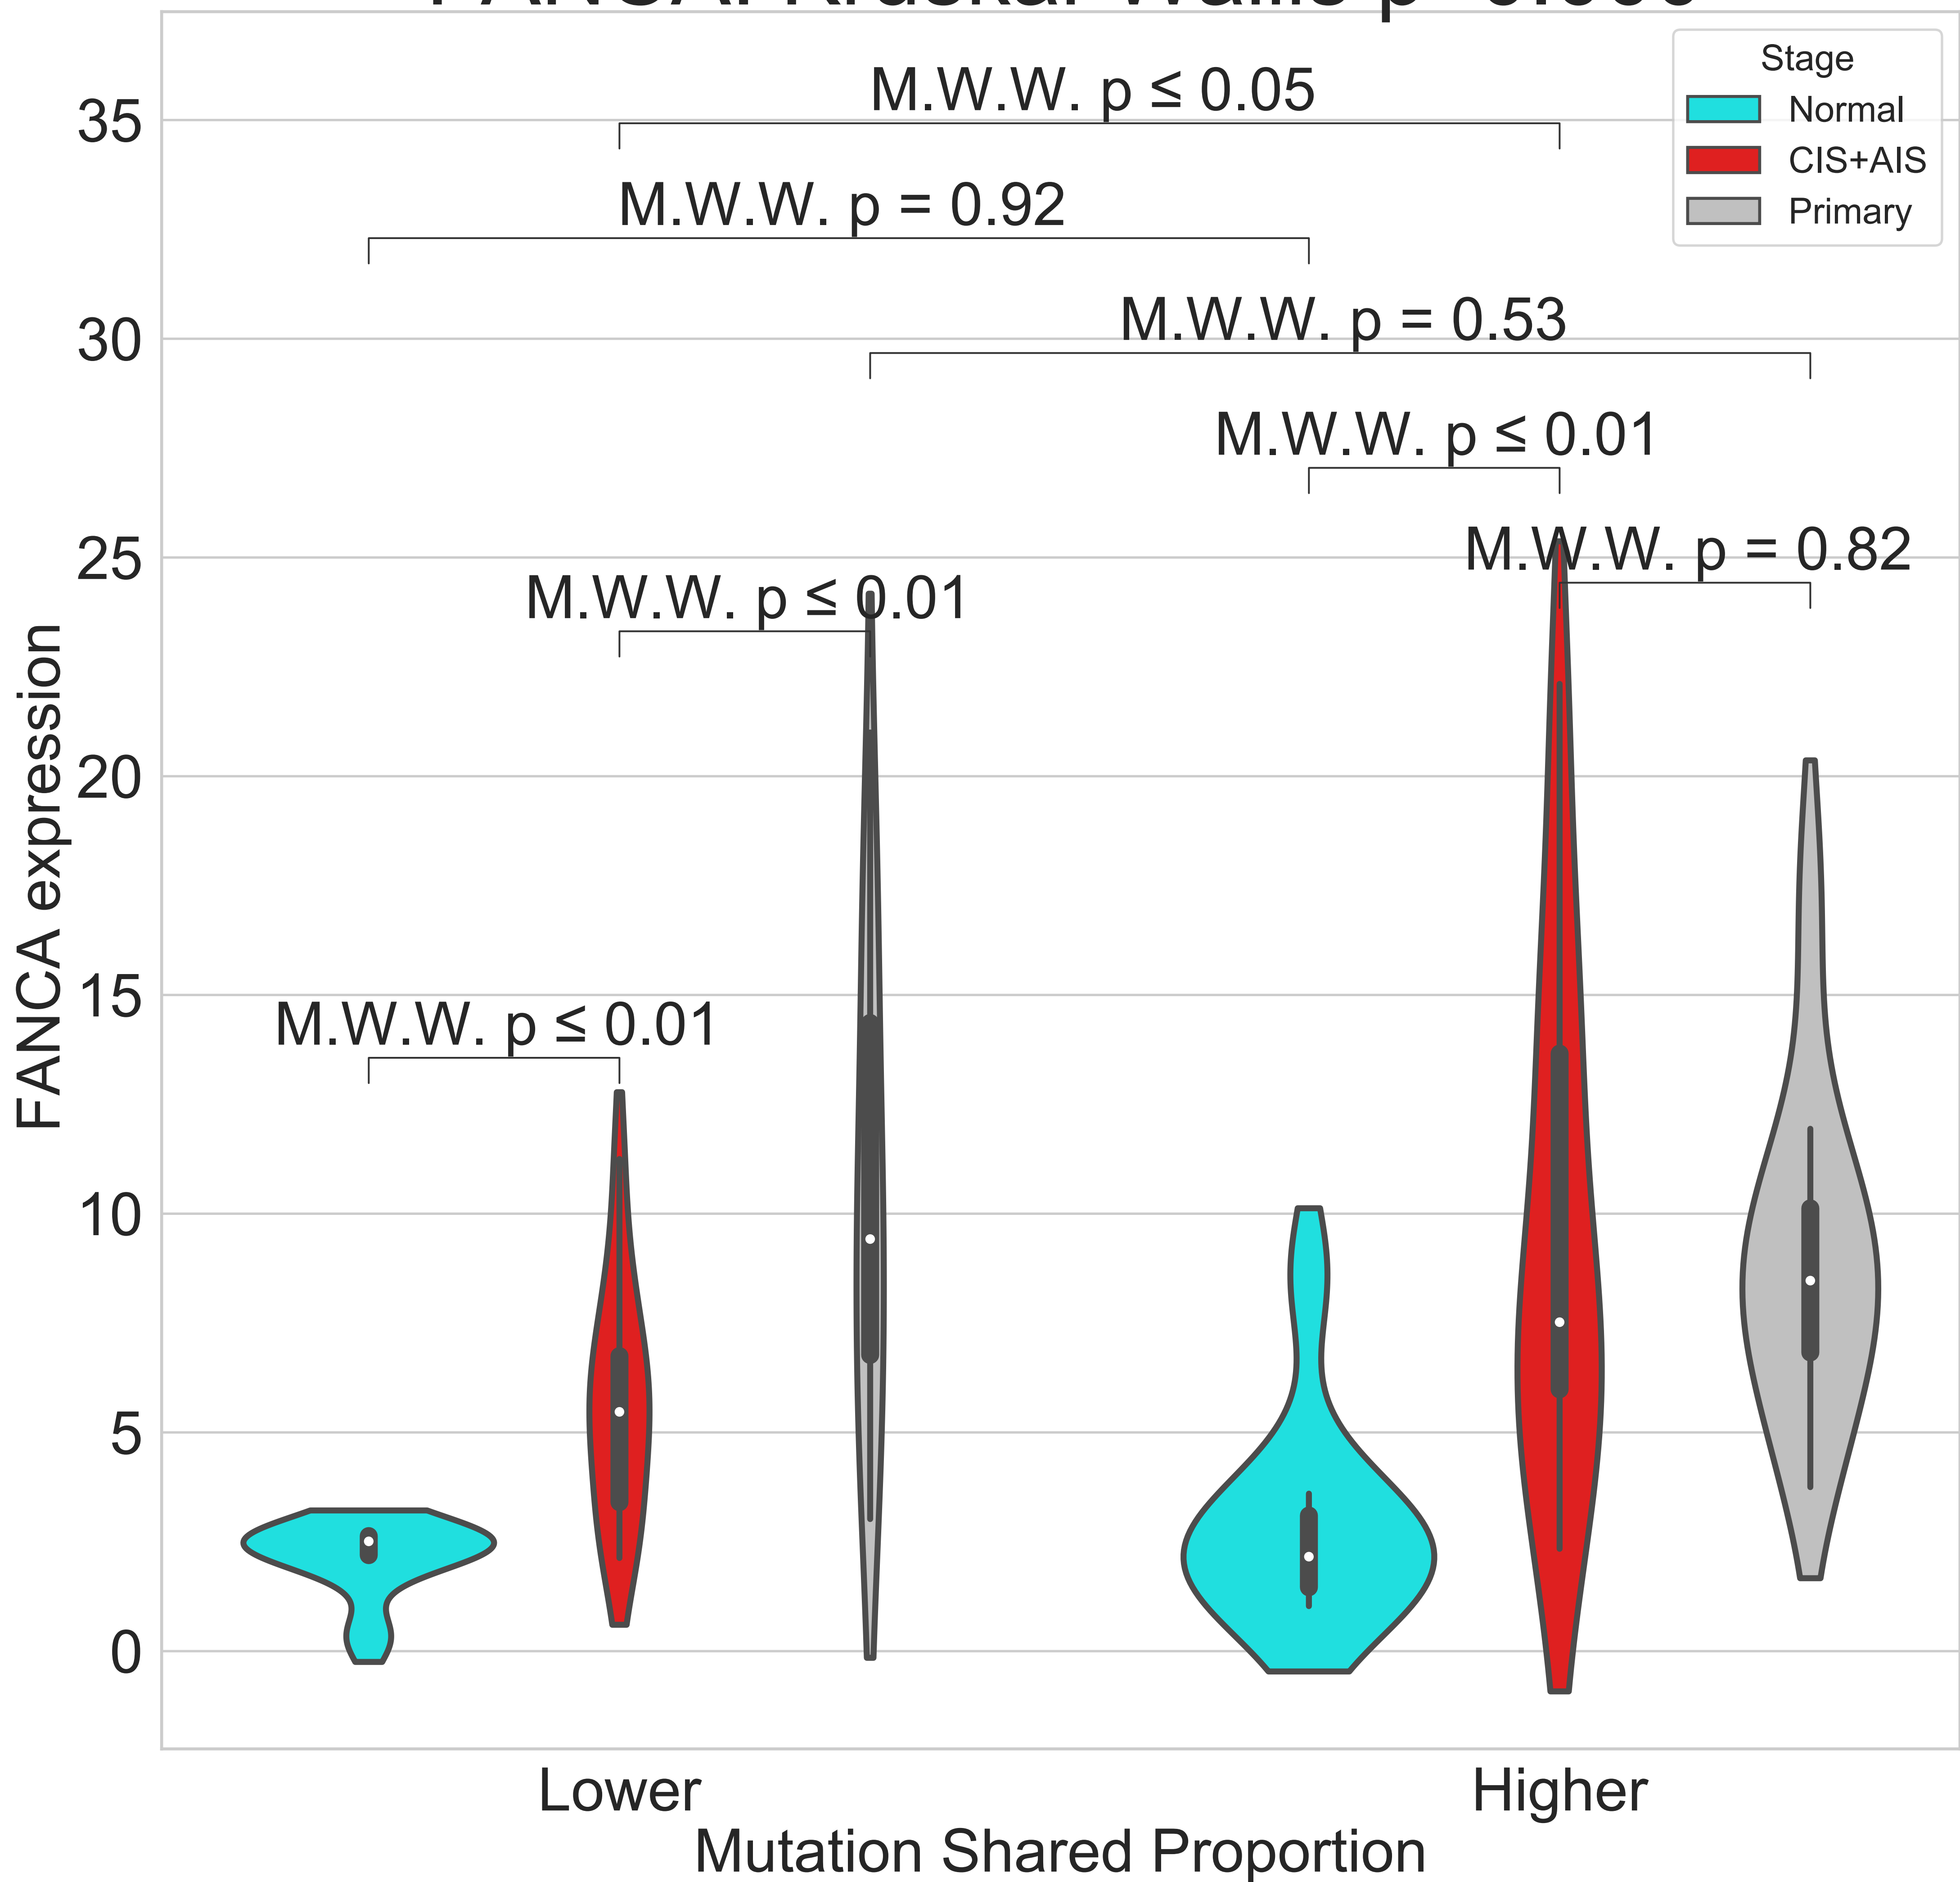 Stage
Normal
CIS+AIS
Primary
M.W.W. p ≤ 0.05
M.W.W. p = 0.92
M.W.W. p = 0.53
M.W.W. p ≤ 0.01
M.W.W. p = 0.82
M.W.W. p ≤ 0.01
M.W.W. p ≤ 0.01
35
30
25
20
15
10
5
0
FANCA expression
Lower
Higher
Mutation Shared Proportion